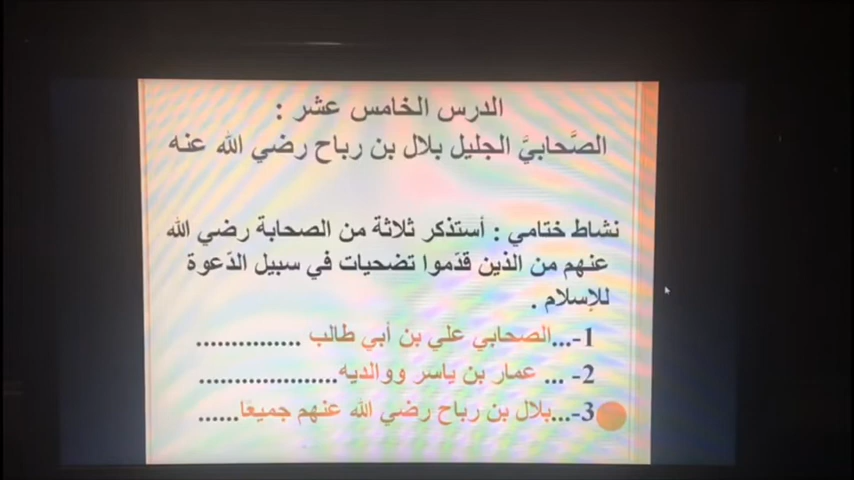 الدرس الخامس عشر :
الصَّحابيَّ الجليل بلال بن رباح رضي الله عنه
نشاط ختامي : أستذكر ثلاثة من الصحابة رضي الله
عنهم من الذين قدّموا تضحيات في سبيل الدّعوة
للإسلام .
1-...الصحابي علي بن أبي طالب ...............
2- ... عمار بن ياسر ووالديه....................
3-...بلال بن رباح رضي الله عنهم جميعًا......